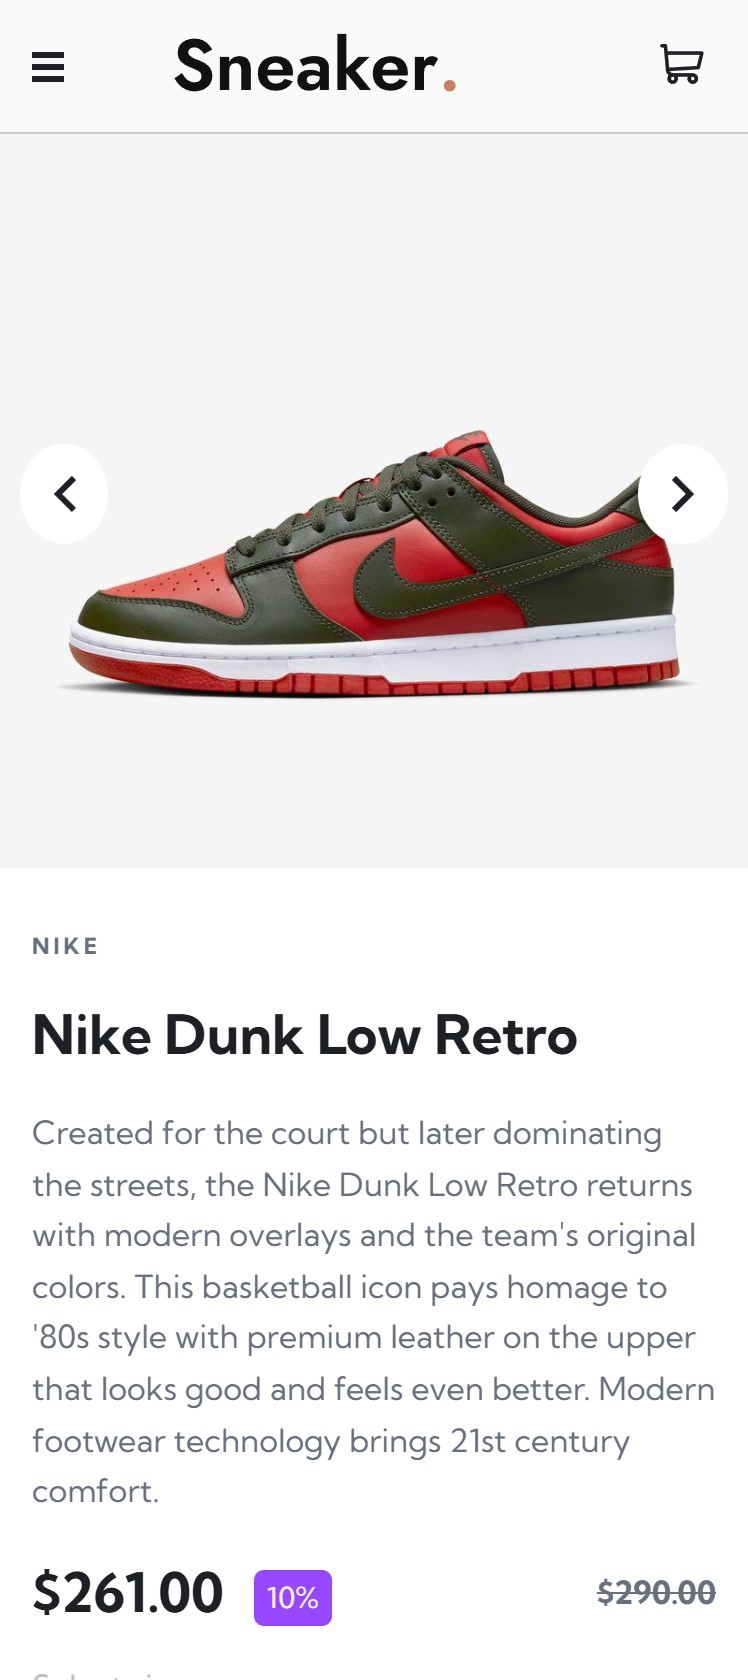 Sneaker.
NIKE
Nike Dunk Low Retro
Created for the court but later dominating
the streets, the Nike Dunk Low Retro returns
with modern overlays and the team's original
colors. This basketball icon pays homage to
'80s style with premium leather on the upper
that looks good and feels even better. Modern
footwear technology brings 21st century
comfort.
$261.00 10% $290.00